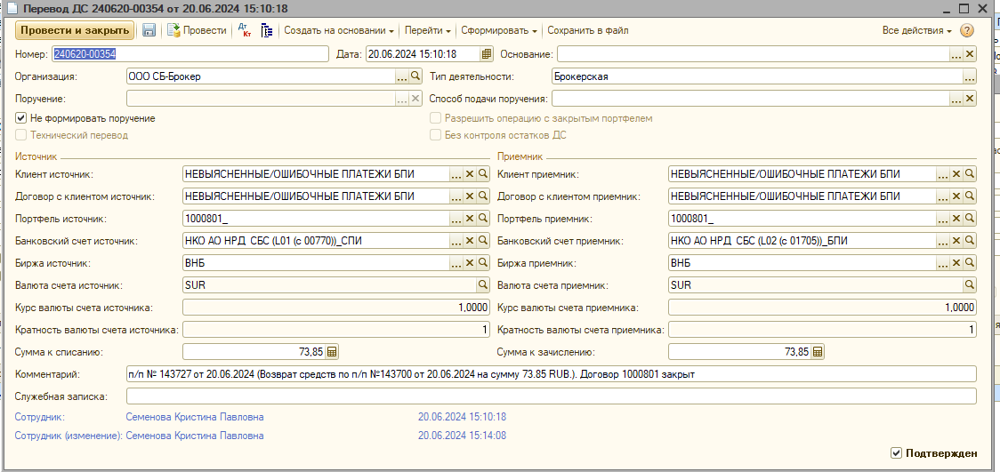 Перевод ДС 240620-00354 от 20.06.2024 15:10:18
Провести и закрыть Провести Дт Кт Создать на основании Перейти Сформировать Сохранить в файл Все действия
Номер: 240620-00354 Дата: 20.06.2024 15:10:18 Основание:
Организация: ООО СБ-Брокер Тип деятельности: Брокерская
Поручение: Способ подачи поручения:
Не формировать поручение Разрешить операцию с закрытым портфелем
Технический перевод Без контроля остатков ДС
Источник Приемник
Клиент источник: НЕВЫЯСНЕННЫЕ/ОШИБОЧНЫЕ ПЛАТЕЖИ БПИ Клиент приемник: НЕВЫЯСНЕННЫЕ/ОШИБОЧНЫЕ ПЛАТЕЖИ БПИ
Договор с клиентом источник: НЕВЫЯСНЕННЫЕ/ОШИБОЧНЫЕ ПЛАТЕЖИ БПИ Договор с клиентом приемник: НЕВЫЯСНЕННЫЕ/ОШИБОЧНЫЕ ПЛАТЕЖИ БПИ
Портфель источник: 1000801_ Портфель приемник: 1000801_
Банковский счет источник: НКО АО НРД СБС (L01 (с 00770))_СПИ Банковский счет приемник: НКО АО НРД СБС (L02 (с 01705))_БПИ
Биржа источник: ВНБ Биржа приемник: ВНБ
Валюта счета источник: SUR Валюта счета приемник: SUR
Курс валюты счета источника: 1,0000 Курс валюты счета приемника: 1,0000
Кратность валюты счета источника: 1 Кратность валюты счета приемника: 1
Сумма к списанию: 73,85 Сумма к зачислению: 73,85
Комментарий: п/п № 143727 от 20.06.2024 (Возврат средств по п/п №143700 от 20.06.2024 на сумму 73.85 RUB.). Договор 1000801 закрыт
Служебная записка:
Сотрудник: Семенова Кристина Павловна 20.06.2024 15:10:18
Сотрудник (изменение): Семенова Кристина Павловна 20.06.2024 15:14:08
Подтвержден